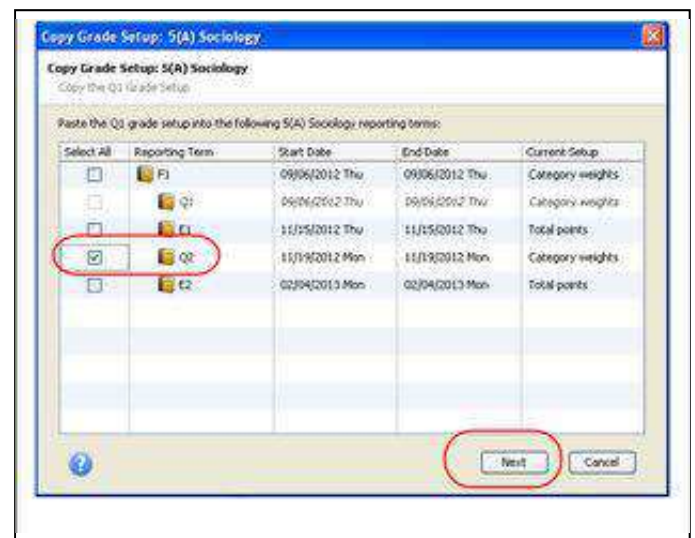 Copy Grade Setup: 5(A) Sociology
Copy Grade Setup: S(A) Sociology
Copy the Q1 Grade Setup
Paste the Q1 grade setup into the following S(A) Sociology reporting terms:
Select All Reporting Term Start Date End Date Current Setup
F1 09/06/2012 Thu 09/06/2012 Thu Category weights
Q1 09/06/2012 Thu 09/06/2012 Thu Category weights
E1 11/15/2012 Thu 11/15/2012 Thu Total points
Q2 11/19/2012 Mon 11/19/2012 Mon Category weights
E2 02/04/2013 Mon 02/04/2013 Mon Total points
Next Cancel